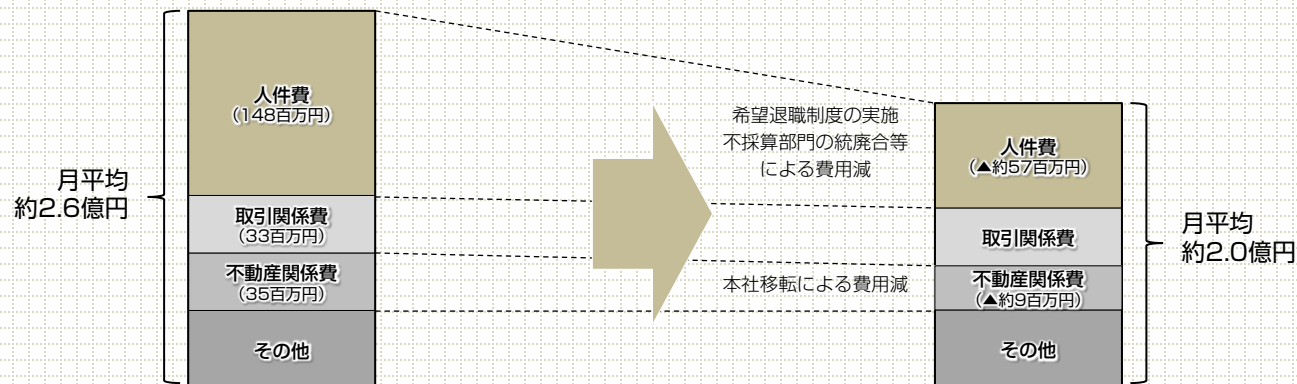 月平均
約2.6億円
人件費
(148百万円)
取引関係費
(33百万円)
不動産関係費
(35百万円)
その他
希望退職制度の実施
不採算部門の統廃合等
による費用減
本社移転による費用減
人件費
(▲約57百万円)
取引関係費
不動産関係費
(▲約9百万円)
その他
月平均
約2.0億円